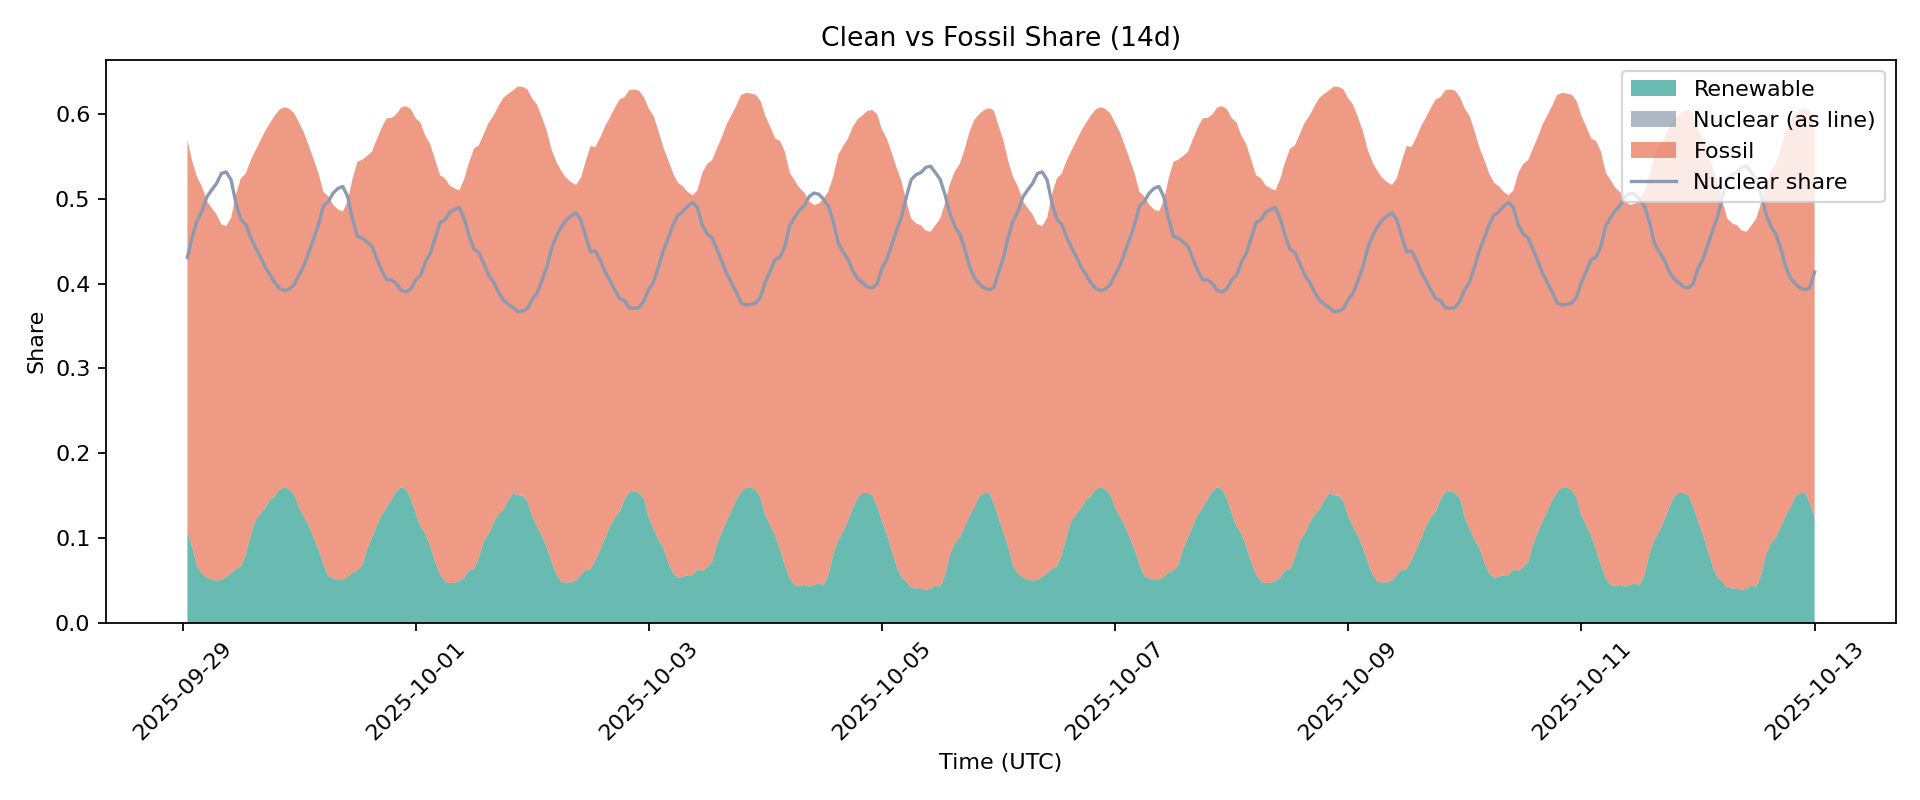 Clean vs Fossil Share (14d)
Renewable
Nuclear (as line)
Fossil
Nuclear share
Share
0.6
0.5
0.4
0.3
0.2
0.1
0.0
2025-09-29
2025-10-01
2025-10-03
2025-10-05
2025-10-07
2025-10-09
2025-10-11
2025-10-13
Time (UTC)